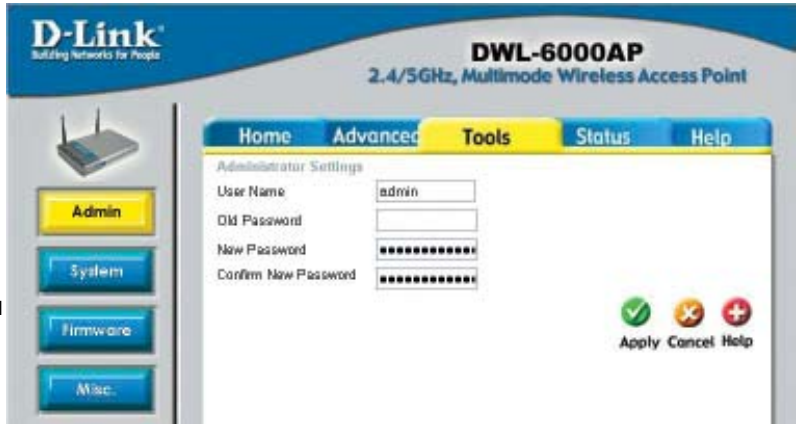 D-Link
Building Networks for People
DWL-6000AP
2.4/5GHz, Multimode Wireless Access Point
Home Advanced Tools Status Help
Administrator Settings
Admin
User Name admin
Old Password
New Password ••••••••••••
Confirm New Password ••••••••••••
System
Firmware
Misc.
Apply Cancel Help